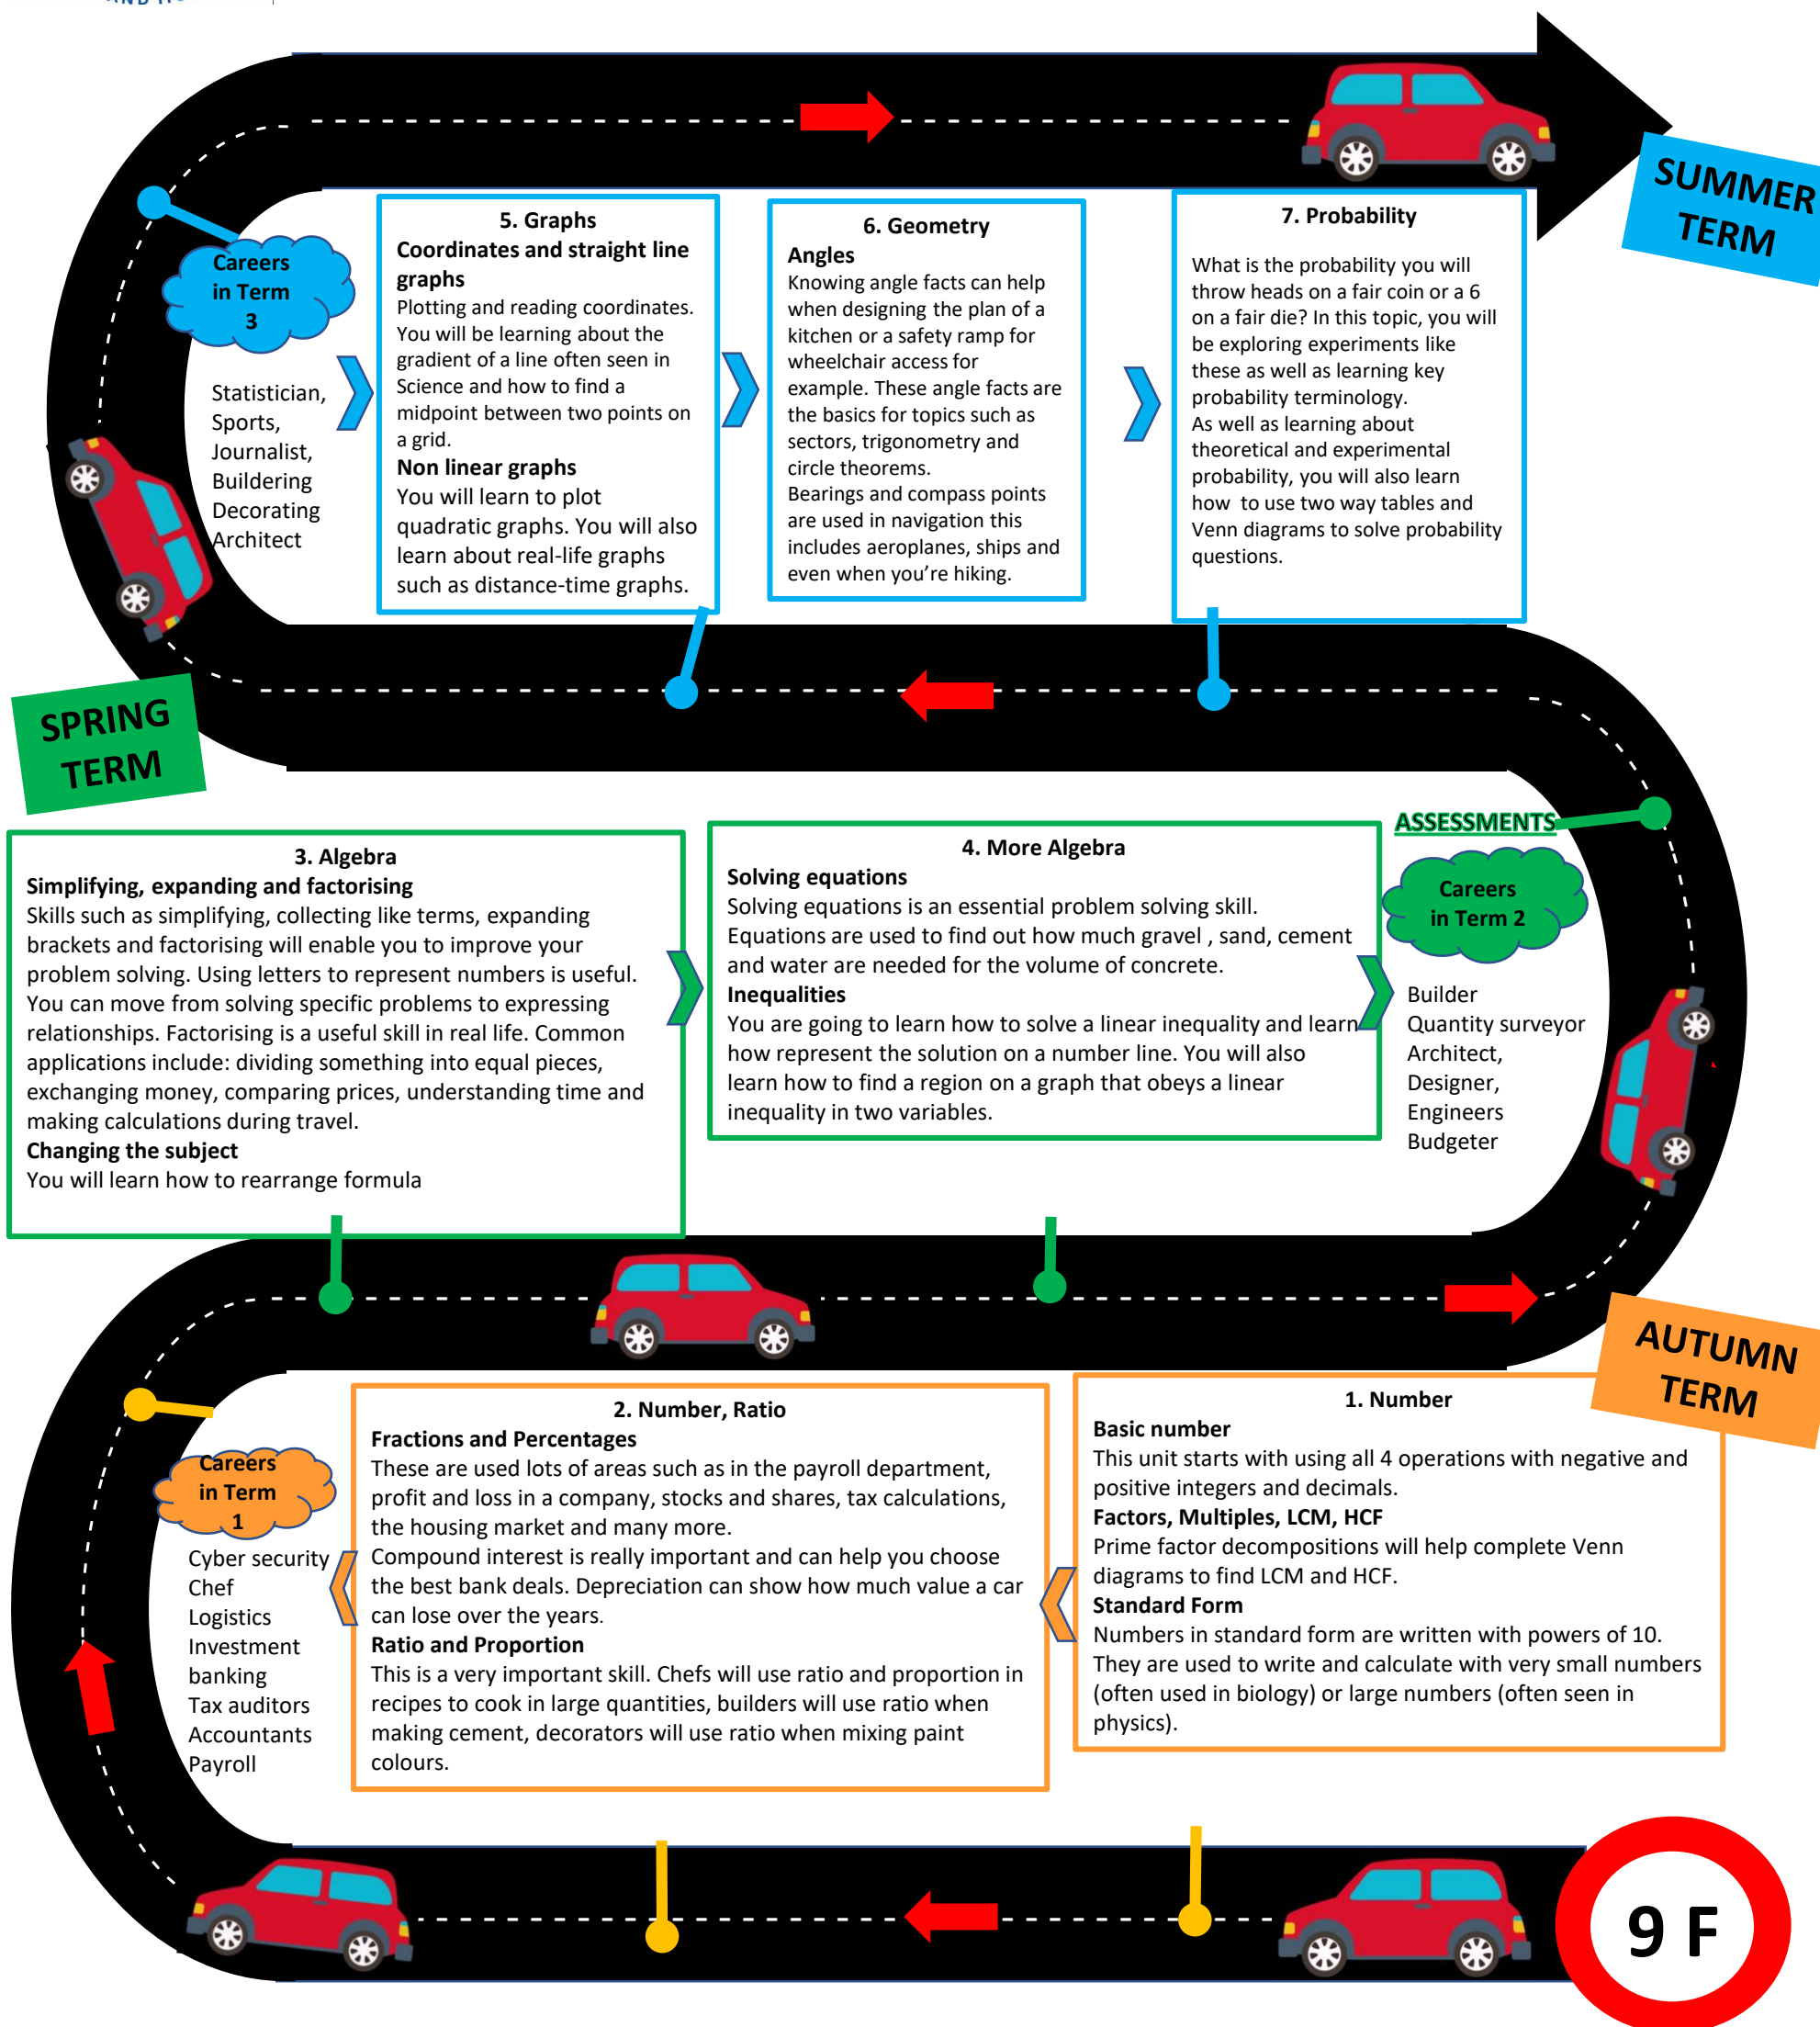 SUMMER
TERM
Careers
in Term
3
Statistician,
Sports,
Journalist,
Buildering
Decorating
Architect
5. Graphs
Coordinates and straight line
graphs
Plotting and reading coordinates.
You will be learning about the
gradient of a line often seen in
Science and how to find a
midpoint between two points on
a grid.
Non linear graphs
You will learn to plot
quadratic graphs. You will also
learn about real-life graphs
such as distance-time graphs.
6. Geometry
Angles
Knowing angle facts can help
when designing the plan of a
kitchen or a safety ramp for
wheelchair access for
example. These angle facts are
the basics for topics such as
sectors, trigonometry and
circle theorems.
Bearings and compass points
are used in navigation this
includes aeroplanes, ships and
even when you’re hiking.
7. Probability
What is the probability you will
throw heads on a fair coin or a 6
on a fair die? In this topic, you will
be exploring experiments like
these as well as learning key
probability terminology.
As well as learning about
theoretical and experimental
probability, you will also learn
how to use two way tables and
Venn diagrams to solve probability
questions.
SPRING
TERM
3. Algebra
Simplifying, expanding and factorising
Skills such as simplifying, collecting like terms, expanding
brackets and factorising will enable you to improve your
problem solving. Using letters to represent numbers is useful.
You can move from solving specific problems to expressing
relationships. Factorising is a useful skill in real life. Common
applications include: dividing something into equal pieces,
exchanging money, comparing prices, understanding time and
making calculations during travel.
Changing the subject
You will learn how to rearrange formula
4. More Algebra
Solving equations
Solving equations is an essential problem solving skill.
Equations are used to find out how much gravel , sand, cement
and water are needed for the volume of concrete.
Inequalities
You are going to learn how to solve a linear inequality and learn
how represent the solution on a number line. You will also
learn how to find a region on a graph that obeys a linear
inequality in two variables.
ASSESSMENTS
Careers
in Term 2
Builder
Quantity surveyor
Architect,
Designer,
Engineers
Budgeter
AUTUMN
TERM
Careers
in Term
1
Cyber security
Chef
Logistics
Investment
banking
Tax auditors
Accountants
Payroll
2. Number, Ratio
Fractions and Percentages
These are used lots of areas such as in the payroll department,
profit and loss in a company, stocks and shares, tax calculations,
the housing market and many more.
Compound interest is really important and can help you choose
the best bank deals. Depreciation can show how much value a car
can lose over the years.
Ratio and Proportion
This is a very important skill. Chefs will use ratio and proportion in
recipes to cook in large quantities, builders will use ratio when
making cement, decorators will use ratio when mixing paint
colours.
1. Number
Basic number
This unit starts with using all 4 operations with negative and
positive integers and decimals.
Factors, Multiples, LCM, HCF
Prime factor decompositions will help complete Venn
diagrams to find LCM and HCF.
Standard Form
Numbers in standard form are written with powers of 10.
They are used to write and calculate with very small numbers
(often used in biology) or large numbers (often seen in
physics).
9 F